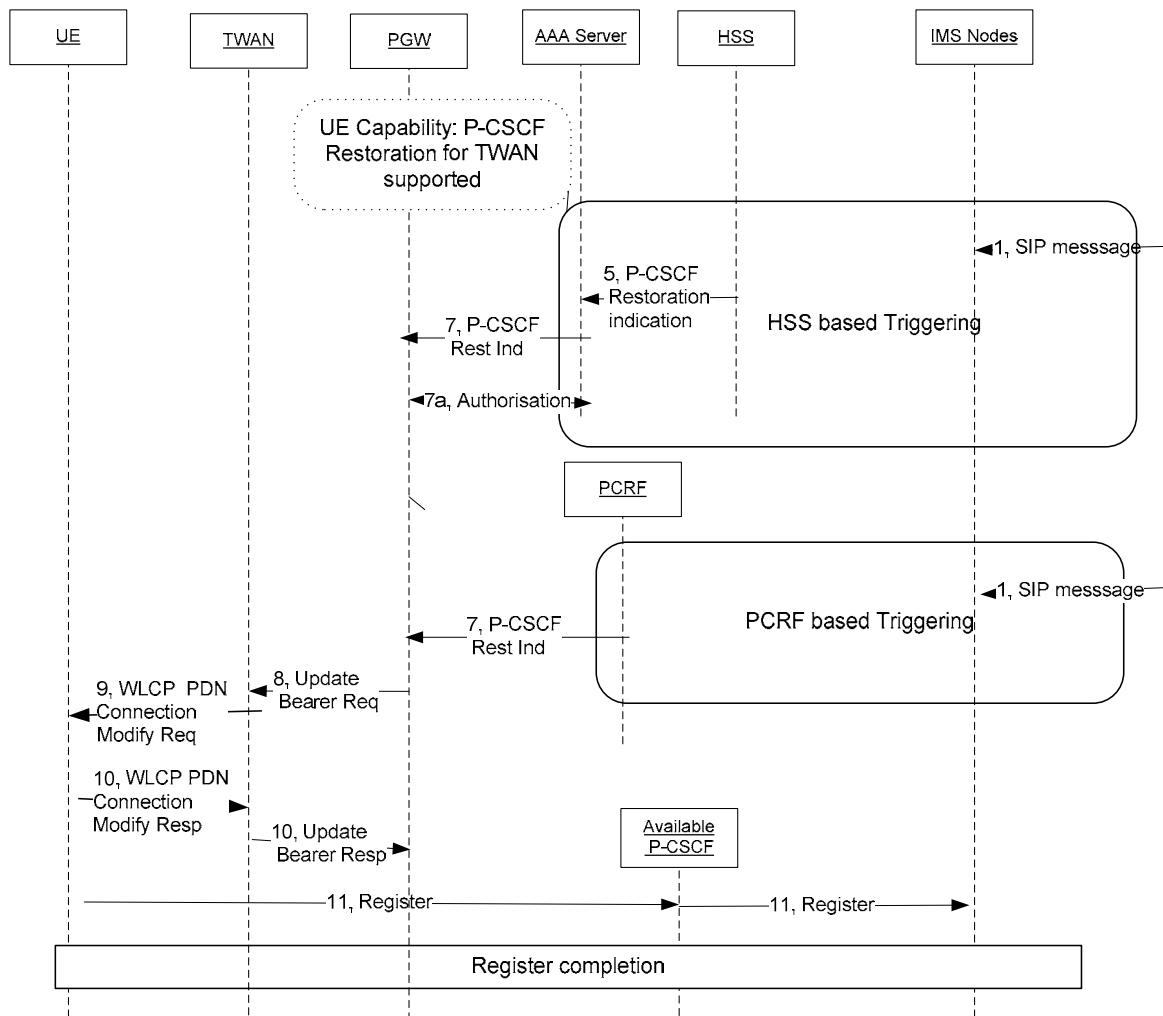 UE
TWAN
PGW
AAA Server
HSS
IMS Nodes
UE Capability: P-CSCF
Restoration for TWAN
supported
1, SIP messsage
5, P-CSCF
Restoration
indication
HSS based Triggering
7, P-CSCF
Rest Ind
7a, Authorisation
PCRF
1, SIP messsage
PCRF based Triggering
7, P-CSCF
Rest Ind
8, Update
Bearer Req
9, WLCP PDN
Connection
Modify Req
10, WLCP PDN
Connection
Modify Resp
10, Update
Bearer Resp
Available
P-CSCF
11, Register
11, Register
Register completion